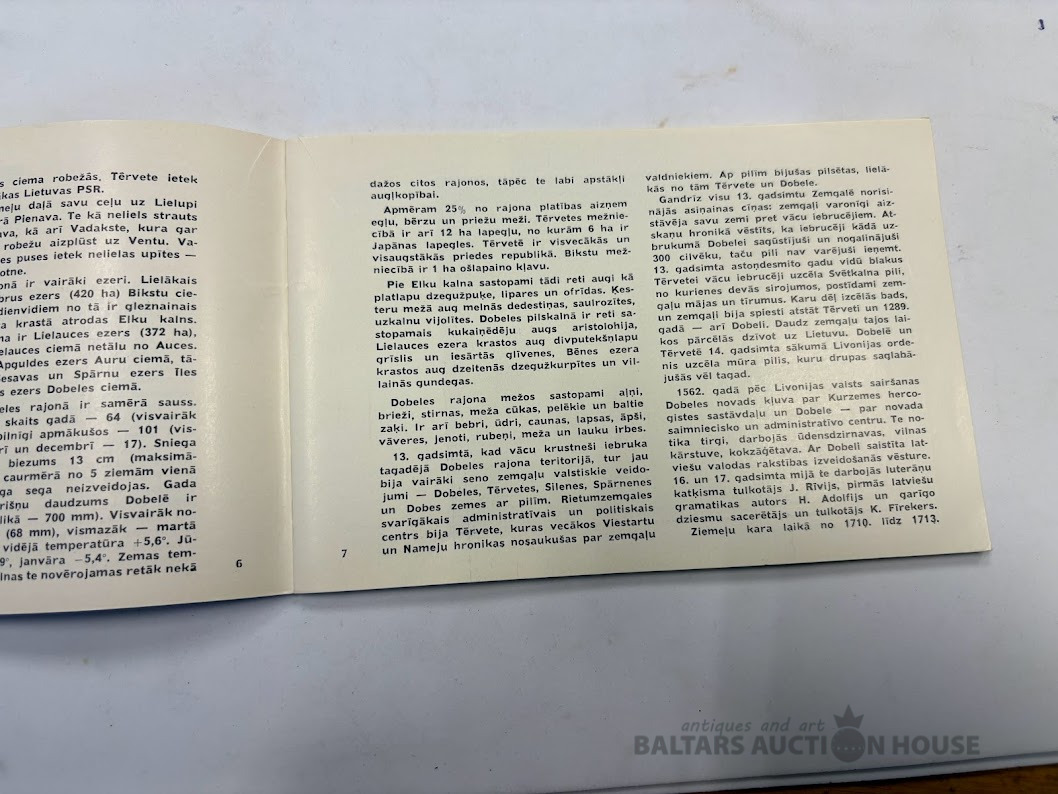 s ciema robežās. Tērvete ietek
kas Lietuvas PSR.
meļu daļā savu ceļu uz Lielupi
rā Pienava. Te kā neliels strauts
ava, kā arī Vadakste, kura gar
robežu aizplūst uz Ventu. Va-
es puses ietek nelielas upītes —
otne.
onā ir vairāki ezeri. Lielākais
brus ezers (420 ha) Bikstu cie-
dienvidiem no tā ir gleznainais
a krastā atrodas Elku kalns.
na ir Lielauces ezers (372 ha),
elauces ciemā netālu no Auces.
Apguldes ezers Auru ciemā, tā-
esavas un Spārnu ezers Īles
s ezers Dobeles ciemā.
eles rajonā ir samērā sauss.
skaits gadā — 64 (visvairāk
pilnīgi apmākušos — 101 (vis-
rī un decembrī — 17). Sniega
biezums 13 cm (maksimā-
caurmērā no 5 ziemām vienā
ga sega neizveidojas. Gada
rišņu daudzums Dobelē ir
likā — 700 mm). Visvairāk no-
(68 mm), vismazāk — martā
vidējā temperatūra +5,6°. Jū-
9°, janvāra —5,4°. Zemas tem-
inas te novērojamas retāk nekā
6
dažos citos rajonos, tāpēc te labi apstākļi
augļkopībai.
Apmēram 25% no rajona platības aizņem
egļu, bērzu un priežu meži. Tērvetes mežnie-
cībā ir arī 12 ha lapegļu, no kurām 6 ha ir
Japānas lapegles. Tērvetē ir visvecākās un
visaugstākās priedes republikā. Bikstu mež-
niecībā ir 1 ha ošlapaino kļavu.
Pie Elku kalna sastopami tādi reti augi kā
platlapu dzegužpuķe, lipares un ofrīdas. Ķes-
teru mežā aug melnās dedestiņas, saulrozītes,
uzkalnu vijolītes. Dobeles pilskalnā ir reti sa-
stopamais kukaiņēdēju augs aristolohija,
Lielauces ezera krastos aug divputekšņlapu
grīslis un iesārtās glīvenes, Bēnes ezera
krastos aug dzeltenās dzegužkurpītes un vil-
lainās gundegas.
Dobeles rajona mežos sastopami aļņi,
brieži, stirnas, meža cūkas, pelēkie un baltie
zaķi. Ir arī bebri, ūdri, caunas, lapsas, āpši,
vāveres, jenoti, rubeņi, meža un lauku irbes.
13. gadsimtā, kad vācu krustneši iebruka
tagadējā Dobeles rajona teritorijā, tur jau
bija vairāki seno zemgaļu valstiskie veido-
jumi — Dobeles, Tērvetes, Silenes, Spārnenes
un Dobes zemes ar pilīm. Rietumzemgales
svarīgākais administratīvais un politiskais
centrs bija Tērvete, kuras vecākos Viestartu
un Nameju hronikas nosaukušas par zemgaļu
7
valdniekiem. Ap pilīm bijušas pilsētas, lielā-
kās no tām Tērvete un Dobele.
Gandrīz visu 13. gadsimtu Zemgalē norisi-
nājās asiņainas cīņas: zemgaļi varonīgi aiz-
stāvēja savu zemi pret vācu iebrucējiem. At-
skaņu hronikā vēstīts, ka iebrucēji kādā uz-
brukumā Dobelei sagūstījuši un nogalinājuši
300 cilvēku, taču pili nav varējuši ieņemt.
13. gadsimta astoņdesmito gadu vidū blakus
Tērvetei vācu iebrucēji uzcēla Svētkalna pili,
no kurienes devās sirojumos, postīdami zem-
gaļu mājas un tīrumus. Karu dēļ izcēlās bads,
un zemgaļi bija spiesti atstāt Tērveti un 1289.
gadā — arī Dobeli. Daudz zemgaļu tajos lai-
kos pārcēlās dzīvot uz Lietuvu. Dobelē un
Tērvetē 14. gadsimta sākumā Livonijas orde-
nis uzcēla mūra pilis, kuru drupas saglabā-
jušās vēl tagad.
1562. gadā pēc Livonijas valsts sairšanas
Dobeles novads kļuva par Kurzemes herco-
gistes sastāvdaļu un Dobele — par novada
saimniecisko un administratīvo centru. Te no-
tika tirgi, darbojās ūdensdzirnavas, vilnas
kārstuve, kokzāģētava. Ar Dobeli saistīta lat-
viešu valodas rakstības izveidošanās vēsture.
16. un 17. gadsimta mijā te darbojās luterāņu
katķisma tulkotājs J. Rīvijs, pirmās latviešu
gramatikas autors H. Adolfijs un garīgo
dziesmu sacerētājs un tulkotājs K. Fīrekers.
Ziemeļu kara laikā no 1710. līdz 1713.
antiques and art
BALTARS AUCTION HOUSE